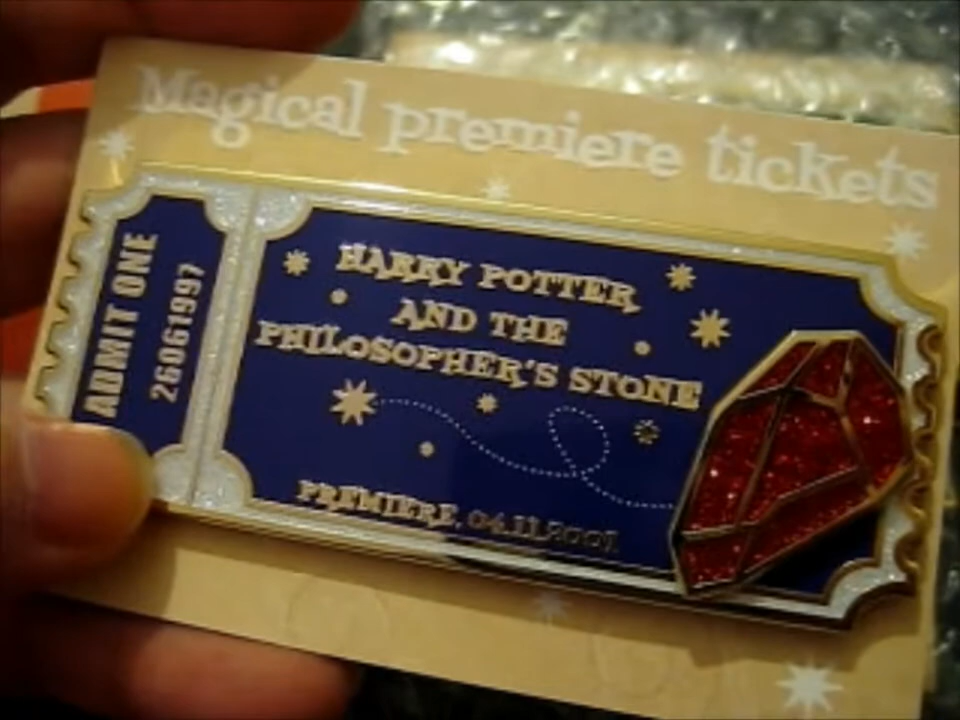 Magical premiere tickets
ADMIT ONE
26061997
HARRY POTTER
AND THE
PHILOSOPHER'S STONE
PREMIERE, 04.11.2001